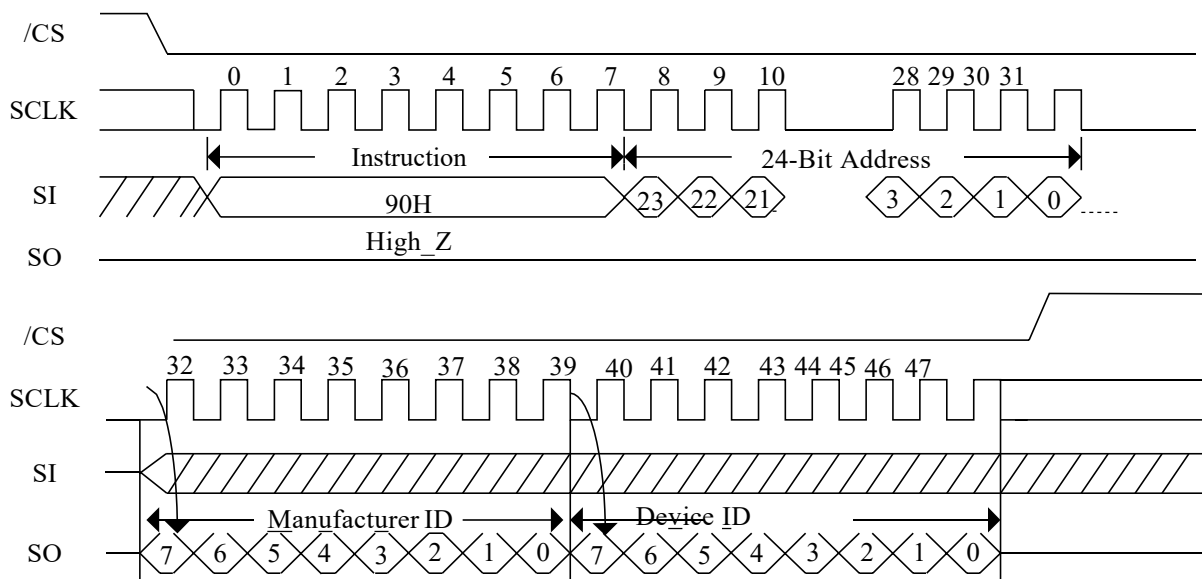 /CS
0 1 2 3 4 5 6 7 8 9 10 28 29 30 31
SCLK
Instruction 24-Bit Address
SI 90H 23 22 21 3 2 1 0
High_Z
SO
/CS
32 33 34 35 36 37 38 39 40 41 42 43 44 45 46 47
SCLK
SI
Manufacturer ID Device ID
SO 7 6 5 4 3 2 1 0 7 6 5 4 3 2 1 0